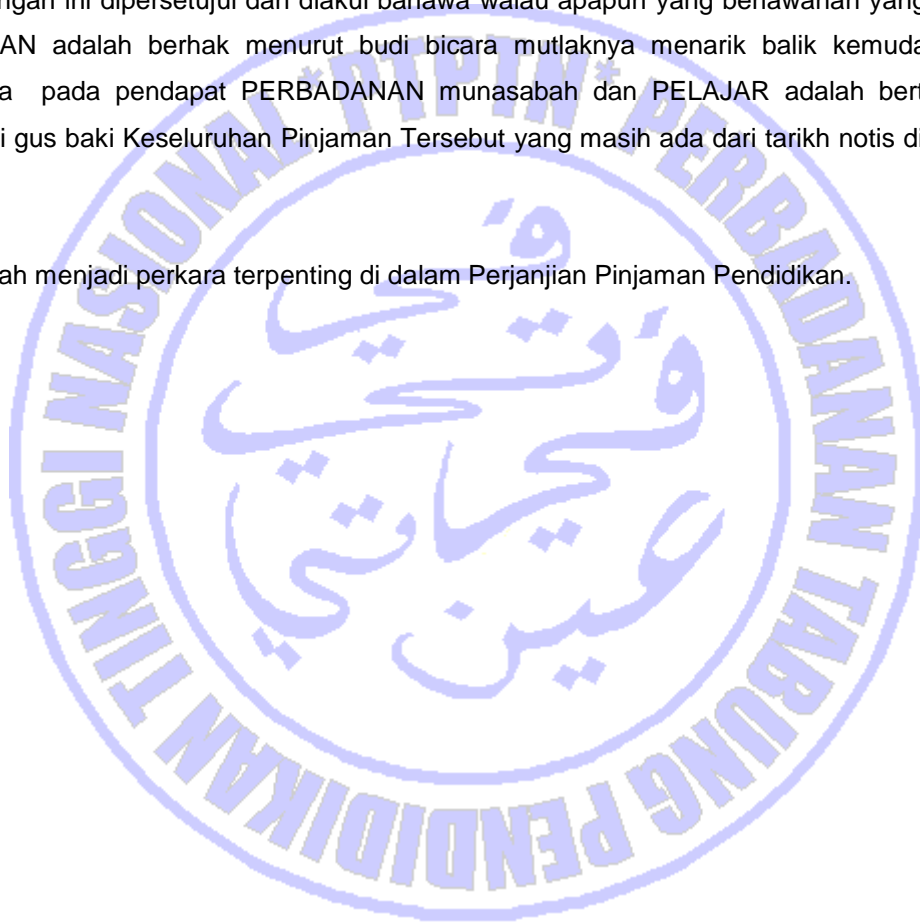 ngan ini dipersetujui dan diakui bahawa walau apapun yang berlawanan yang
AN adalah berhak menurut budi bicara mutlaknya menarik balik kemuda
a pada pendapat PERBADANAN munasabah dan PELAJAR adalah bert
i gus baki Keseluruhan Pinjaman Tersebut yang masih ada dari tarikh notis di
ah menjadi perkara terpenting di dalam Perjanjian Pinjaman Pendidikan.
*PTPTN* PERBADANAN TABUNG PENDIDIKAN TINGGI NASIONAL